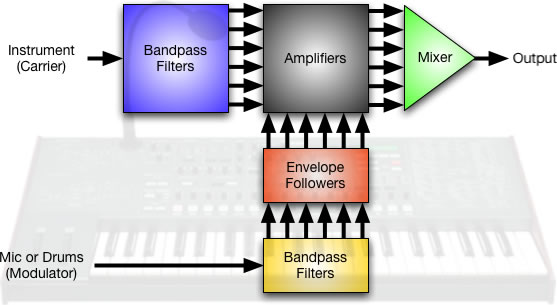 Instrument
(Carrier)
Bandpass
Filters
Amplifiers
Mixer
Output
Envelope
Followers
Mic or Drums
(Modulator)
Bandpass
Filters